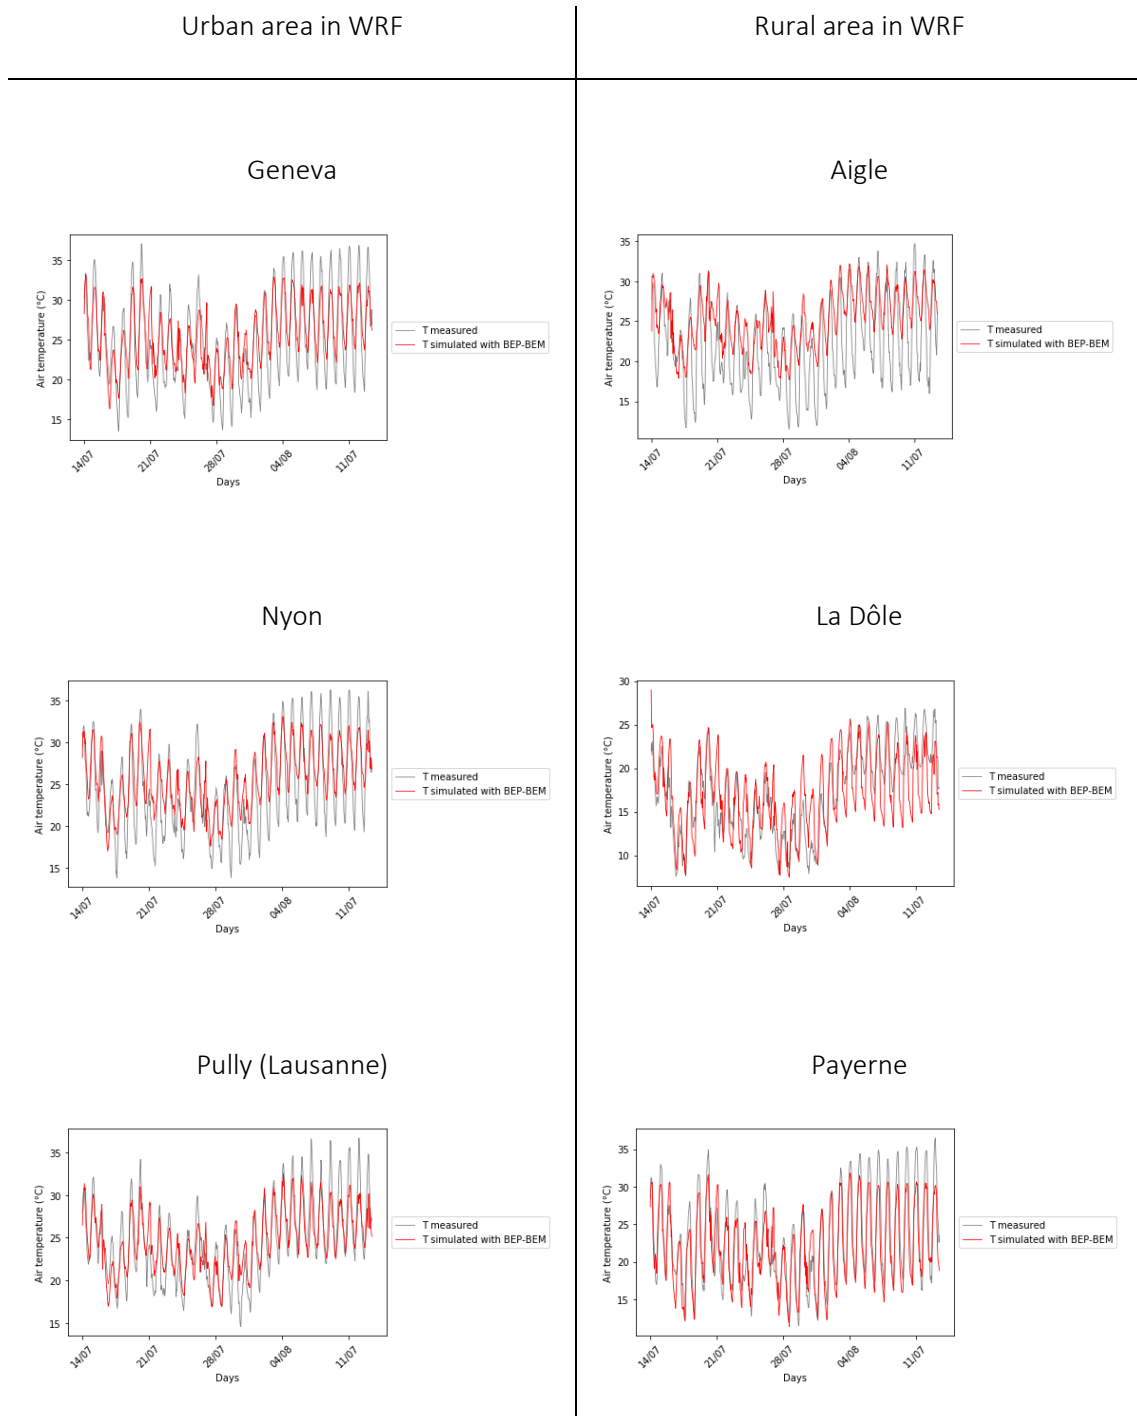 Urban area in WRF
Rural area in WRF
Geneva
Air temperature (°C)
35
30
25
20
15
14/07
21/07
28/07
04/08
11/07
Days
T measured
T simulated with BEP-BEM
Aigle
Air temperature (°C)
35
30
25
20
15
14/07
21/07
28/07
04/08
11/07
Days
T measured
T simulated with BEP-BEM
Nyon
Air temperature (°C)
35
30
25
20
15
14/07
21/07
28/07
04/08
11/07
Days
T measured
T simulated with BEP-BEM
La Dôle
Air temperature (°C)
30
25
20
15
10
14/07
21/07
28/07
04/08
11/07
Days
T measured
T simulated with BEP-BEM
Pully (Lausanne)
Air temperature (°C)
35
30
25
20
15
14/07
21/07
28/07
04/08
11/07
Days
T measured
T simulated with BEP-BEM
Payerne
Air temperature (°C)
35
30
25
20
15
14/07
21/07
28/07
04/08
11/07
Days
T measured
T simulated with BEP-BEM